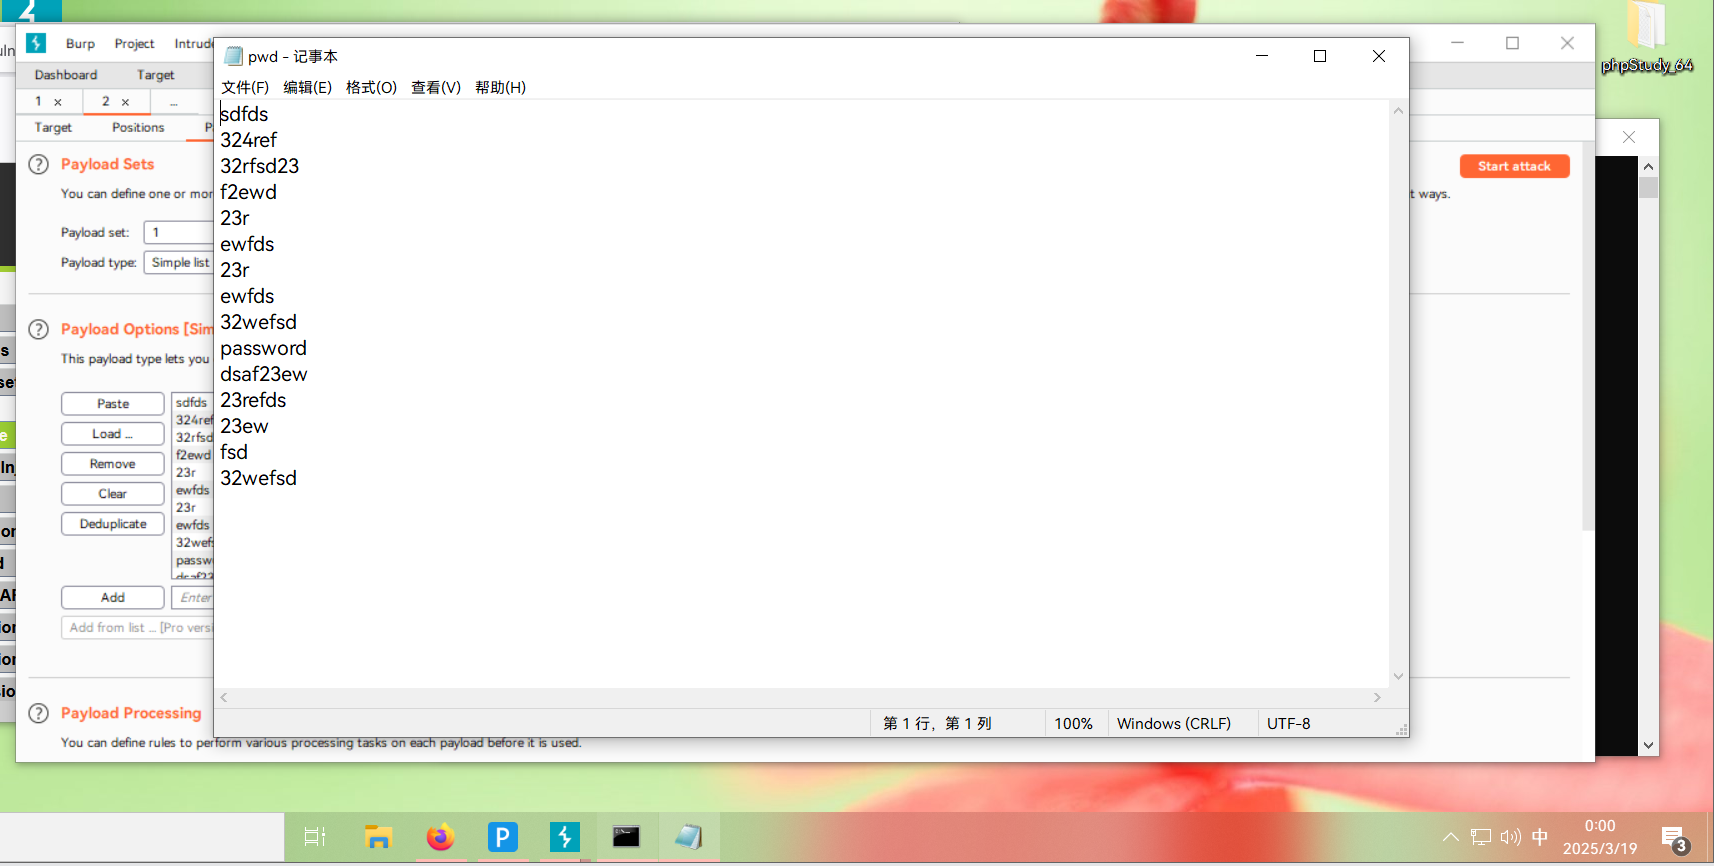 Burp Project Intrude
pwd - 记事本
phpStudy_64
Dashboard Target
文件(F) 编辑(E) 格式(O) 查看(V) 帮助(H)
1 × 2 × ...
Target Positions P
sdfds
324ref
32rfsd23
f2ewd
23r
ewfds
23r
ewfds
32wefsd
password
dsaf23ew
23refds
23ew
fsd
32wefsd
Payload Sets
Start attack
You can define one or mor
t ways.
Payload set: 1
Payload type: Simple list
Payload Options [Sim
This payload type lets you
Paste
Load ...
Remove
Clear
Deduplicate
sdfds
324ref
32rfsd
f2ewd
23r
ewfds
23r
ewfds
32wefs
passw
dsaf23
Add Enter
Add from list ... [Pro versi
Payload Processing
You can define rules to perform various processing tasks on each payload before it is used.
第 1 行，第 1 列 100% Windows (CRLF) UTF-8
中
0:00
2025/3/19
3